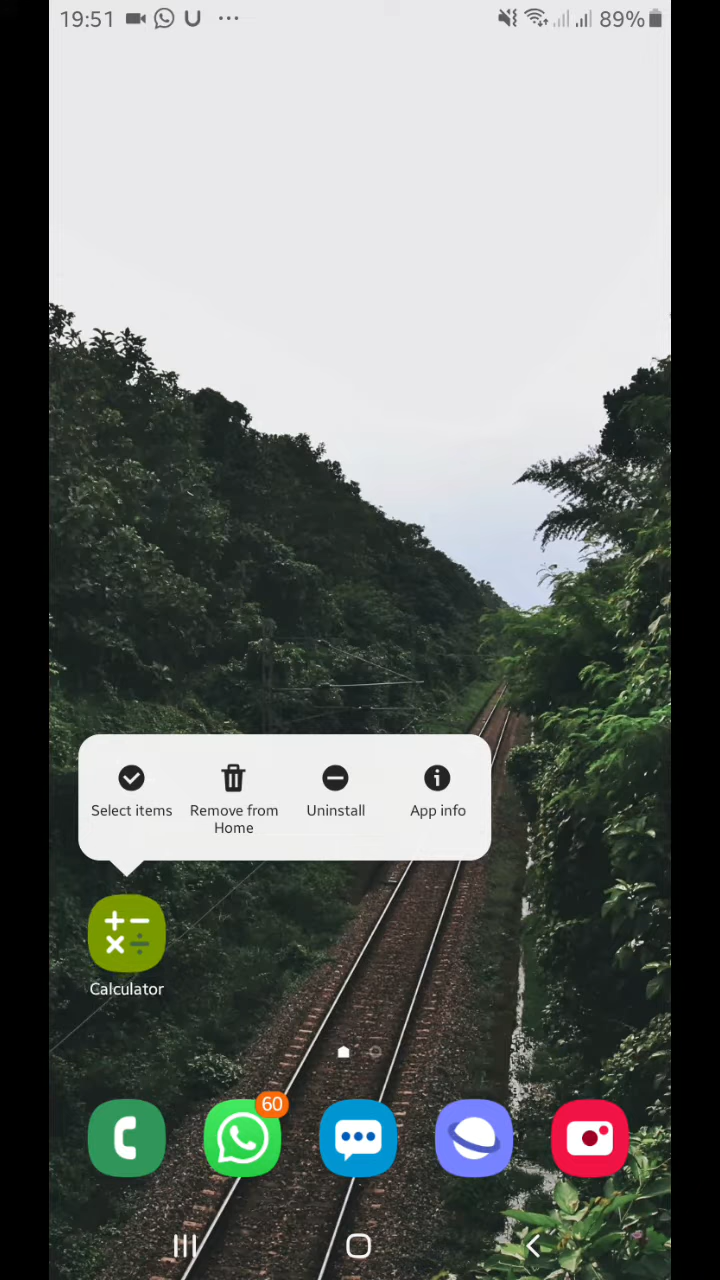 19:51
89%
Select items
Remove from
Home
Uninstall
App info
Calculator
60